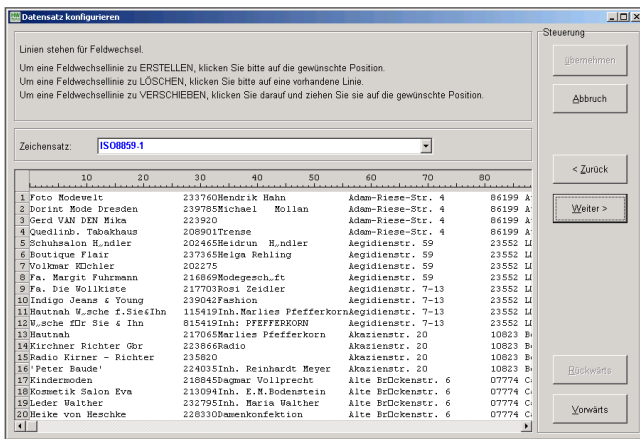 Datensatz konfigurieren
Linien stehen für Feldwechsel.
Um eine Feldwechsellinie zu ERSTELLEN, klicken Sie bitte auf die gewünschte Position.
Um eine Feldwechsellinie zu LÖSCHEN, klicken Sie bitte auf eine vorhandene Linie.
Um eine Feldwechsellinie zu VERSCHIEBEN, klicken Sie darauf und ziehen Sie sie auf die gewünschte Position.
Zeichensatz: ISO8859-1
10 20 30 40 50 60 70 80
1 Foto Modewelt 233760Hendrik Hahn Adam-Riese-Str. 4 86199
2 Dorint Mode Dresden 239785Michael Mollan Adam-Riese-Str. 4 86199
3 Gerd VAN DEN Mika 223920 Adam-Riese-Str. 4 86199
4 Quedlinb. Tabakhaus 208901Trense Adam-Riese-Str. 4 86199
5 Schuhsalon H„ndler 202465Heidrun H„ndler Aegidienstr. 59 23552
6 Boutique Flair 237365Helga Rehling Aegidienstr. 59 23552
7 Volkmar K□chler 202275 Aegidienstr. 59 23552
8 Fa. Margit Fuhrmann 216869Modegesch„ft Aegidienstr. 59 23552
9 Fa. Die Wollkiste 217703Rosi Zeidler Aegidienstr. 7-13 23552
10 Indigo Jeans & Young 239042Fashion Aegidienstr. 7-13 23552
11 Hautnah W„sche f.Sie&Ihn 115419Inh.Marlies PfefferkornAegidienstr. 7-13 23552
12 W„sche f□r Sie & Ihn 815419Inh: PFEFFERKORN Aegidienstr. 7-13 23552
13 Hautnah 217065Marlies Pfefferkorn Akazienstr. 20 10823
14 Kirchner Richter Gbr 223866Radio Akazienstr. 20 10823
15 Radio Kirner - Richter 235820 Akazienstr. 20 10823
16 'Peter Baude' 224035Inh. Reinhardt Meyer Akazienstr. 20 10823
17 Kindermoden 218845Dagmar Vollprecht Alte Br□ckenstr. 6 07774
18 Kosmetik Salon Eva 213094Inh. E.M.Bodenstein Alte Br□ckenstr. 6 07774
19 Leder Walther 232795Inh. Maria Walther Alte Br□ckenstr. 6 07774
20 Heike von Heschke 228330Damenkonfektion Alte Br□ckenstr. 6 07774
Steuerung
Übernehmen
Abbruch
< Zurück
Weiter >
Rückwärts
Vorwärts